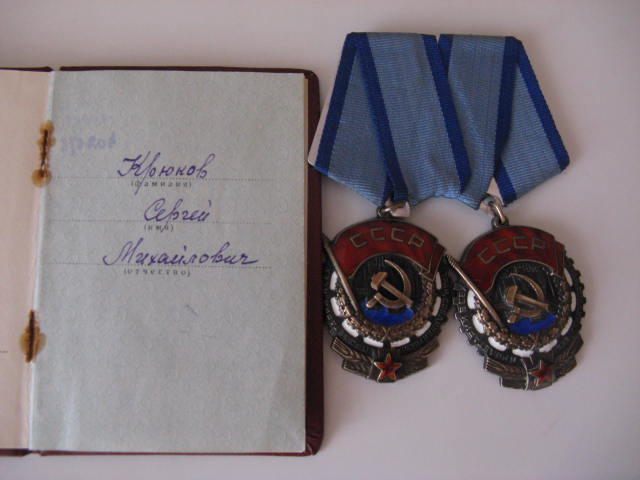 Крюков
(фамилия)
Сергей
(имя)
Михайлович
(отчество)
СССР
СССР